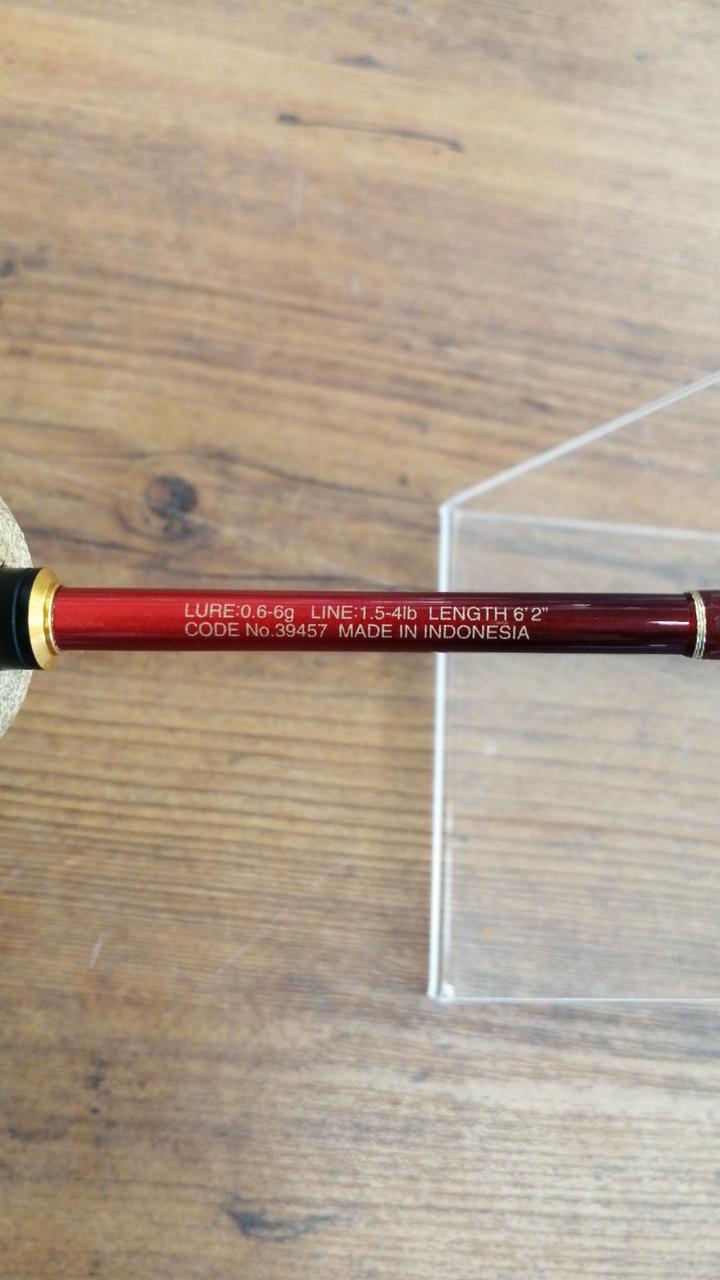 LURE:0.6-6g LINE:1.5-4lb LENGTH 6'2"
CODE No.39457 MADE IN INDONESIA